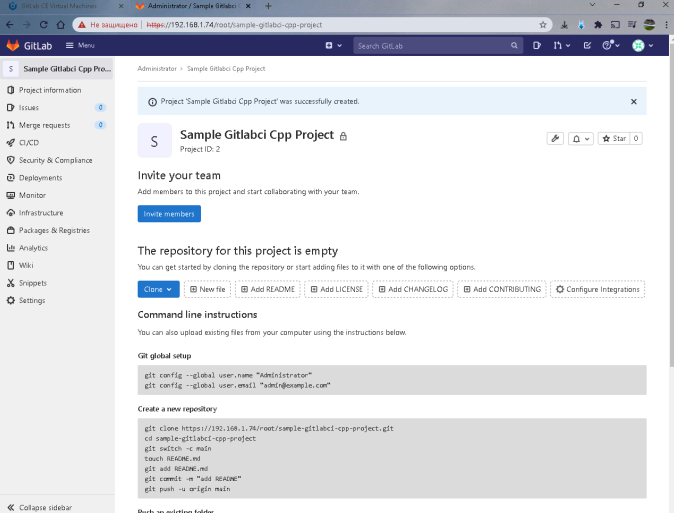 GitLab CE Virtual Machines
Administrator / Sample Gitlabci
Не защищено | https://192.168.1.74/root/sample-gitlabci-cpp-project
GitLab
Menu
Search GitLab
S
Sample Gitlabci Cpp Pro...
Project information
Issues 0
Merge requests 0
CI/CD
Security & Compliance
Deployments
Monitor
Infrastructure
Packages & Registries
Analytics
Wiki
Snippets
Settings
Collapse sidebar
Administrator › Sample Gitlabci Cpp Project
Project 'Sample Gitlabci Cpp Project' was successfully created.
S
Sample Gitlabci Cpp Project
Project ID: 2
Star 0
Invite your team
Add members to this project and start collaborating with your team.
Invite members
The repository for this project is empty
You can get started by cloning the repository or start adding files to it with one of the following options.
Clone
New file
Add README
Add LICENSE
Add CHANGELOG
Add CONTRIBUTING
Configure Integrations
Command line instructions
You can also upload existing files from your computer using the instructions below.
Git global setup
git config --global user.name "Administrator"
git config --global user.email "admin@example.com"
Create a new repository
git clone https://192.168.1.74/root/sample-gitlabci-cpp-project.git
cd sample-gitlabci-cpp-project
git switch -c main
touch README.md
git add README.md
git commit -m "add README"
git push -u origin main
Push an existing folder